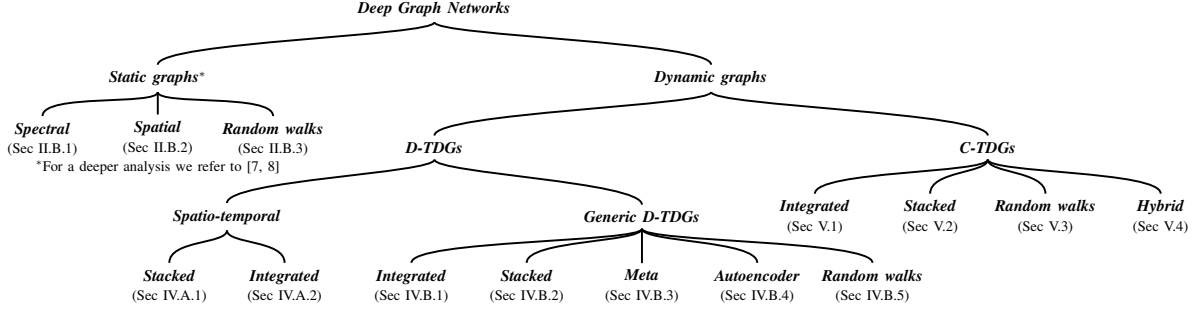 Deep Graph Networks
Static graphs*
Dynamic graphs
Spectral
(Sec II.B.1)
Spatial
(Sec II.B.2)
Random walks
(Sec II.B.3)
*For a deeper analysis we refer to [7, 8]
D-TDGs
C-TDGs
Spatio-temporal
Generic D-TDGs
Integrated
(Sec V.1)
Stacked
(Sec V.2)
Random walks
(Sec V.3)
Hybrid
(Sec V.4)
Stacked
(Sec IV.A.1)
Integrated
(Sec IV.A.2)
Integrated
(Sec IV.B.1)
Stacked
(Sec IV.B.2)
Meta
(Sec IV.B.3)
Autoencoder
(Sec IV.B.4)
Random walks
(Sec IV.B.5)